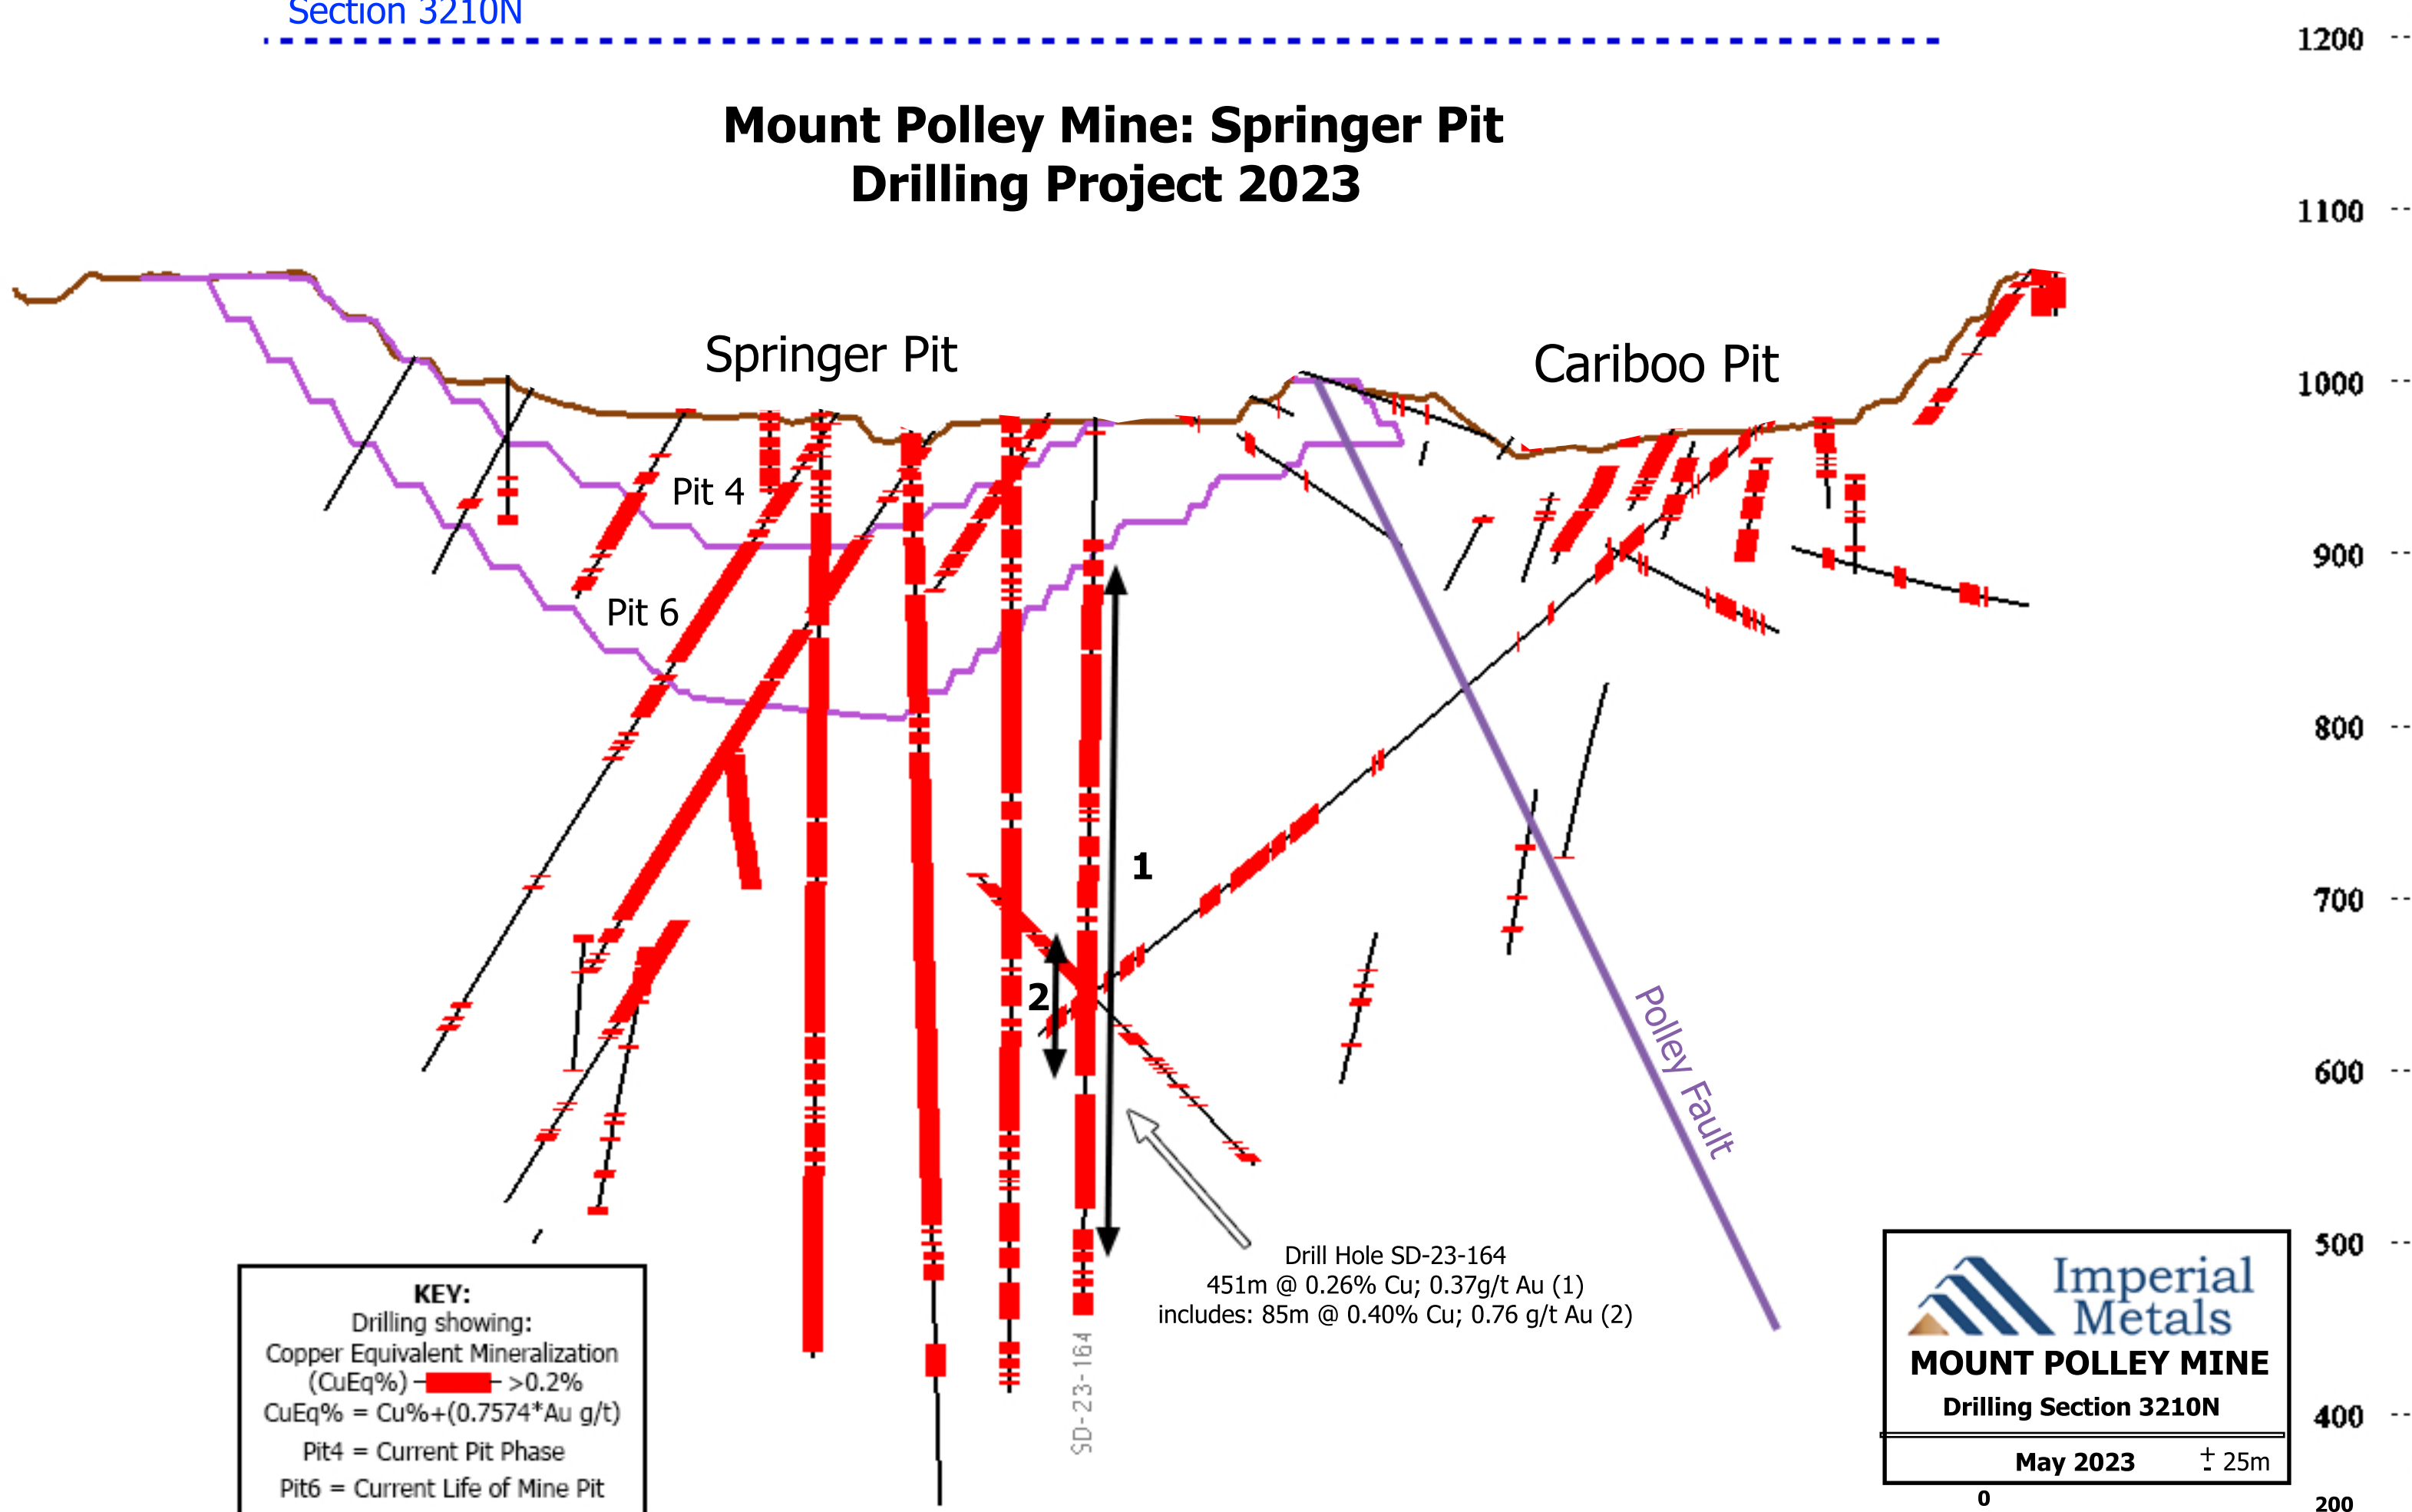 Section 3210N
1200 --
Mount Polley Mine: Springer Pit
Drilling Project 2023
1100 --
Springer Pit
Cariboo Pit
1000 --
Pit 4
900 --
Pit 6
800 --
1
700 --
2
Polley Fault
600 --
500 --
Drill Hole SD-23-164
451m @ 0.26% Cu; 0.37g/t Au (1)
includes: 85m @ 0.40% Cu; 0.76 g/t Au (2)
SD-23-164
KEY:
Drilling showing:
Copper Equivalent Mineralization
(CuEq%) >0.2%
CuEq% = Cu%+(0.7574*Au g/t)
Pit4 = Current Pit Phase
Pit6 = Current Life of Mine Pit
Imperial
Metals
MOUNT POLLEY MINE
Drilling Section 3210N
400 --
May 2023 ± 25m
0
200